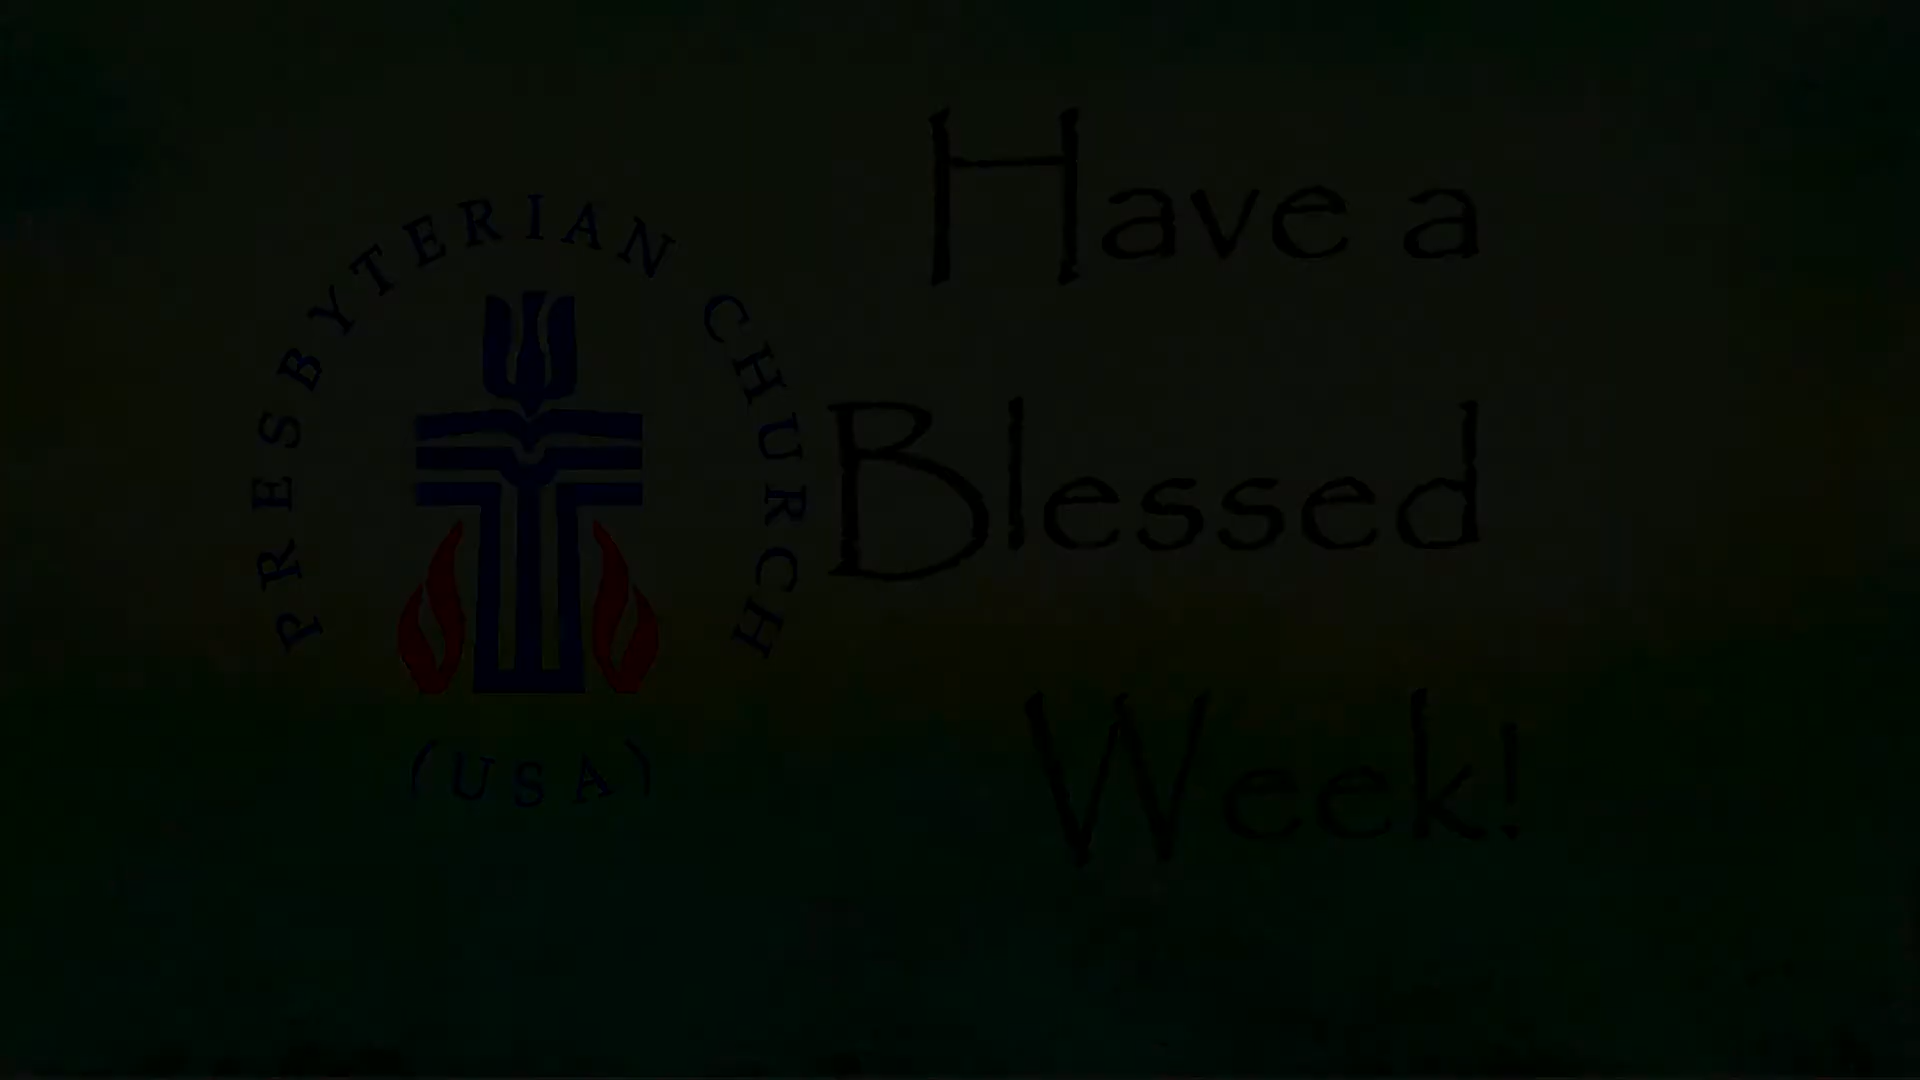 PRESBYTERIAN CHURCH
(USA)
Have a
Blessed
Week!